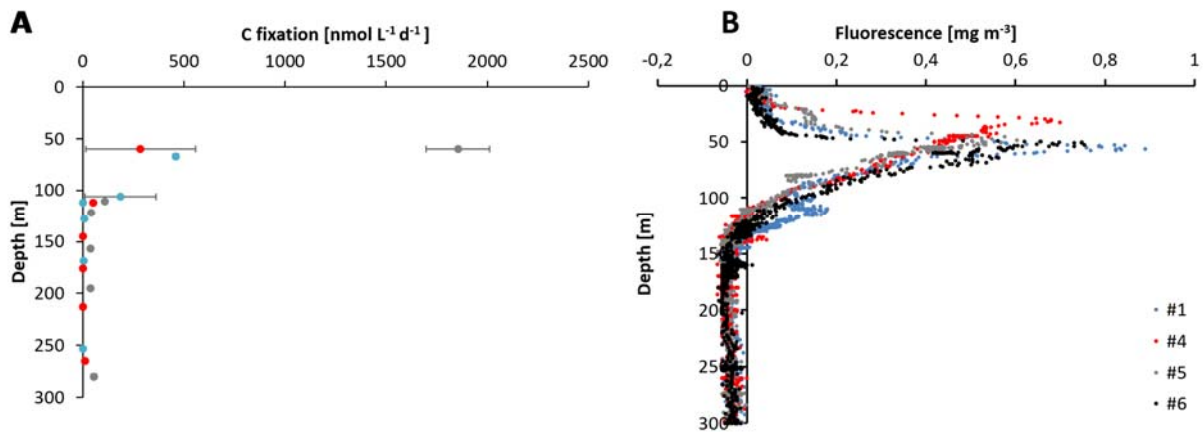 A
C fixation [nmol L-1 d-1]
0 500 1000 1500 2000 2500
0
50
100
150
200
250
300
Depth [m]
B
Fluorescence [mg m-3]
-0,2 0 0,2 0,4 0,6 0,8 1
0
50
100
150
200
250
300
Depth [m]
#1
#4
#5
#6